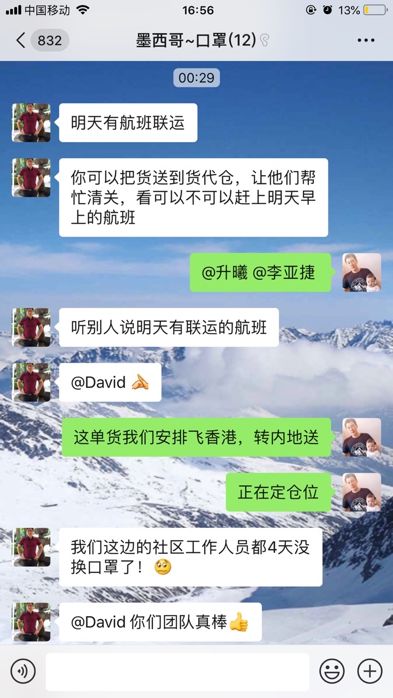 中国移动
16:56
13%
832
墨西哥~口罩(12)
00:29
明天有航班联运
你可以把货送到货代仓，让他们帮
忙清关，看可以不可以赶上明天早
上的航班
@升曦 @李亚捷
听别人说明天有联运的航班
@David
这单货我们安排飞香港，转内地送
正在定仓位
我们这边的社区工作人员都4天没
换口罩了！🥺
@David 你们团队真棒👍